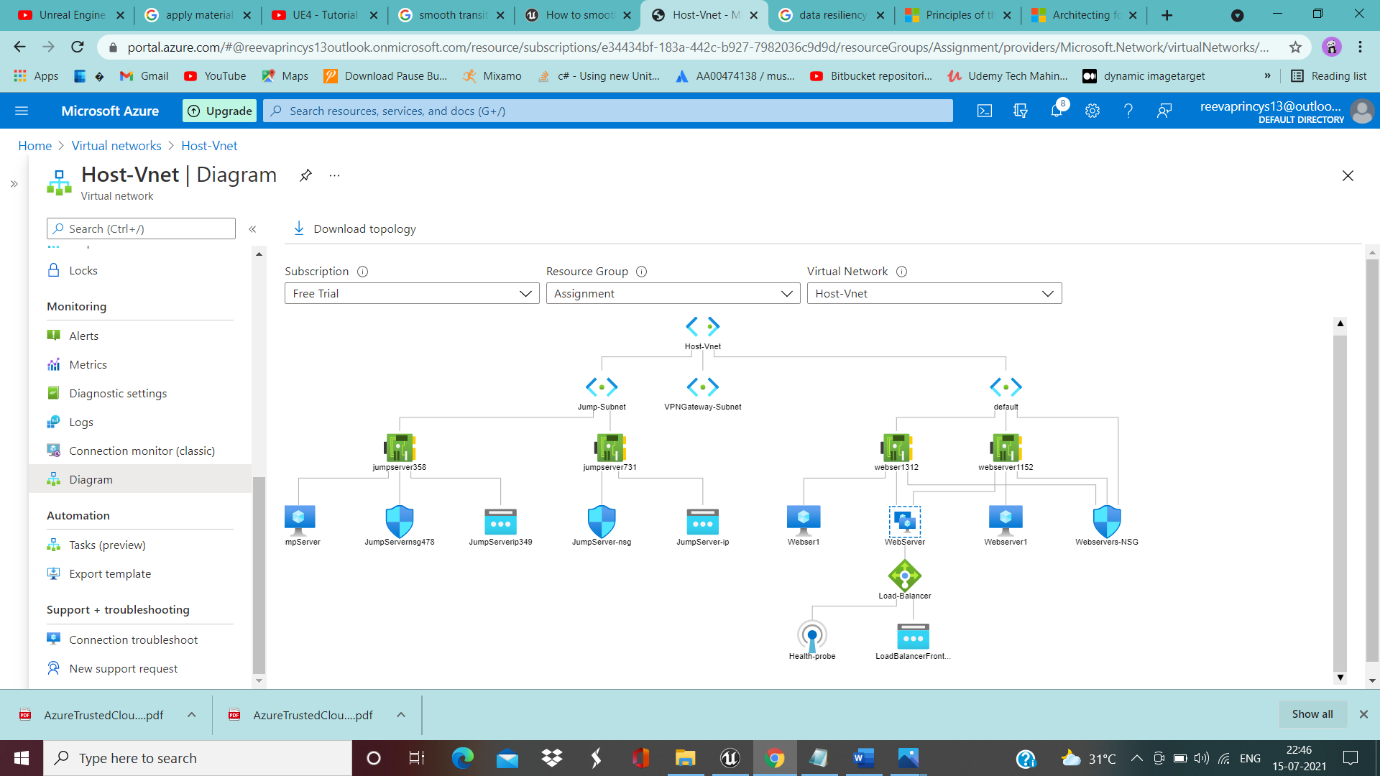 Unreal Engine
apply material
UE4 - Tutorial
smooth transit
How to smoot
Host-Vnet - M
data resiliency
Principles of th
Architecting fo
portal.azure.com/#@reevaprincys13outlook.onmicrosoft.com/resource/subscriptions/e34434bf-183a-442c-b927-7982036c9d9d/resourceGroups/Assignment/providers/Microsoft.Network/virtualNetworks/...
Apps
Gmail
YouTube
Maps
Download Pause Bu...
Mixamo
c# - Using new Unit...
AA00474138 / mus...
Bitbucket repositori...
Udemy Tech Mahin...
dynamic imagetarget
»
Reading list
Microsoft Azure
Upgrade
Search resources, services, and docs (G+/)
8
reevaprincys13@outloo...
DEFAULT DIRECTORY
Home > Virtual networks > Host-Vnet
Host-Vnet | Diagram
...
Virtual network
Search (Ctrl+/)
«
Download topology
Locks
Monitoring
Alerts
Metrics
Diagnostic settings
Logs
Connection monitor (classic)
Diagram
Automation
Tasks (preview)
Export template
Support + troubleshooting
Connection troubleshoot
New support request
Subscription
Resource Group
Virtual Network
Free Trial
Assignment
Host-Vnet
Host-Vnet
Jump-Subnet
VPNGateway-Subnet
default
jumpserver358
jumpserver731
webser1312
webserver1152
mpServer
JumpServernsg478
JumpServerip349
JumpServer-nsg
JumpServer-ip
Webser1
WebServer
Webserver1
Webservers-NSG
Load-Balancer
Health-probe
LoadBalancerFront...
AzureTrustedClou....pdf
AzureTrustedClou....pdf
Show all
Type here to search
31°C
ENG
22:46
15-07-2021